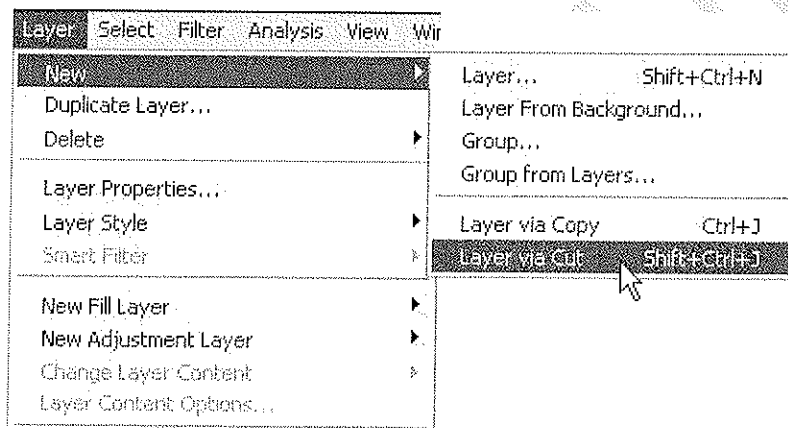 Layer Select Filter Analysis View Wir
New
Duplicate Layer...
Delete
Layer Properties...
Layer Style
Smart Filter
New Fill Layer
New Adjustment Layer
Change Layer Content
Layer Content Options...
Layer... Shift+Ctrl+N
Layer From Background...
Group...
Group from Layers...
Layer via Copy Ctrl+J
Layer via Cut Shift+Ctrl+J